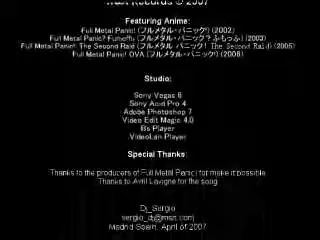 Records © 2007
Featuring Anime:
Full Metal Panic! (フルメタル・パニック!) (2002)
Full Metal Panic? Fumoffu (フルメタル・パニック? ふもっふ) (2003)
Full Metal Panic! The Second Raid (フルメタル パニック! The Second Raid) (2005)
Full Metal Panic! OVA (フルメタル・パニック!) (2006)
Studio:
Sony Vegas 6
Sony Acid Pro 4
Adobe Photoshop 7
Video Edit Magic 4.0
Bs Player
VideoLan Player
Special Thanks:
Thanks to the producers of Full Metal Panic! for make it possible
Thanks to Avril Lavigne for the song
Dj_Sergio
sergio_dj@msn.com
Madrid Spain, April of 2007